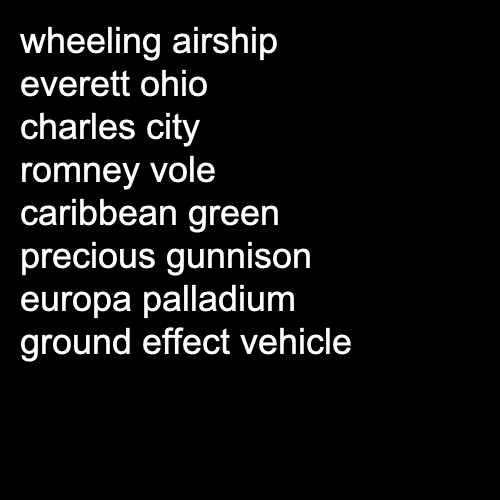 wheeling airship
everett ohio
charles city
romney vole
caribbean green
precious gunnison
europa palladium
ground effect vehicle